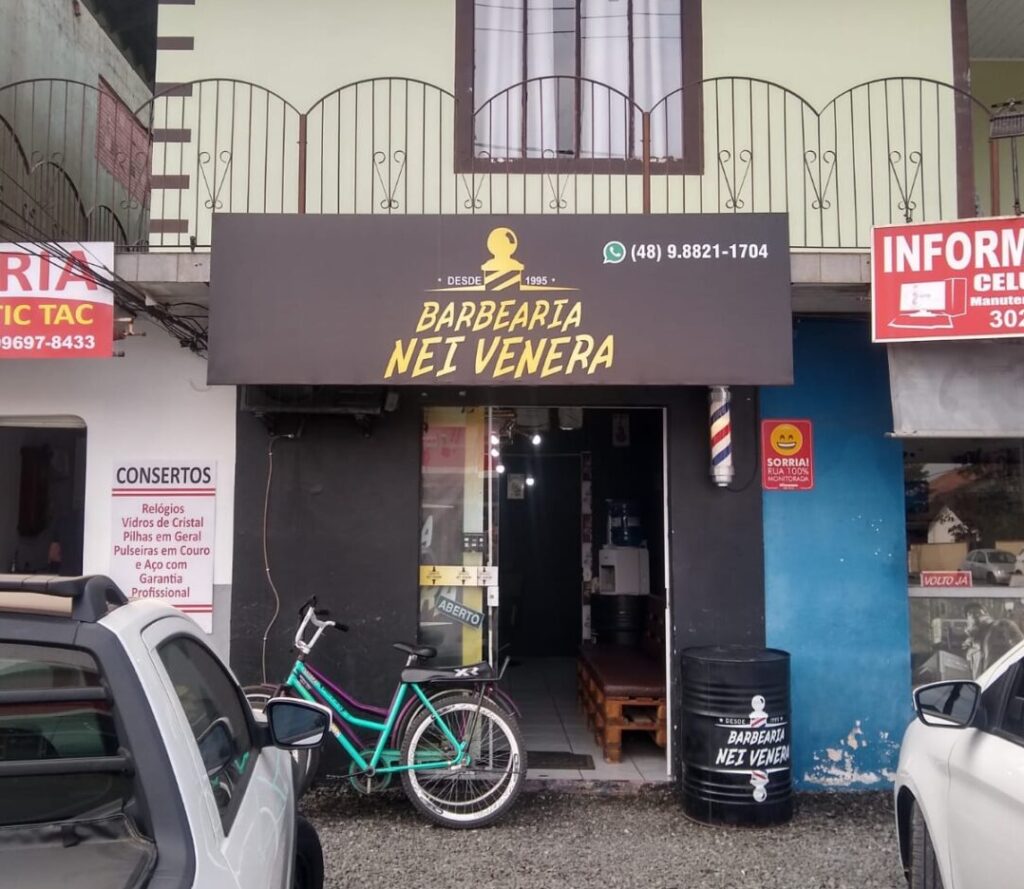 DESDE 1995
BARBEARIA
NEI VENERA
(48) 9.8821-1704
RIA
TIC TAC
9697-8433
INFORM
CELU
Manuten
302
CONSERTOS
Relógios
Vidros de Cristal
Pilhas em Geral
Pulseiras em Couro
e Aço com
Garantia
Profissional
SORRIA!
RUA 100%
MONITORADA
VOLTO JÁ
ABERTO
DESDE 1995
BARBEARIA
NEI VENERA